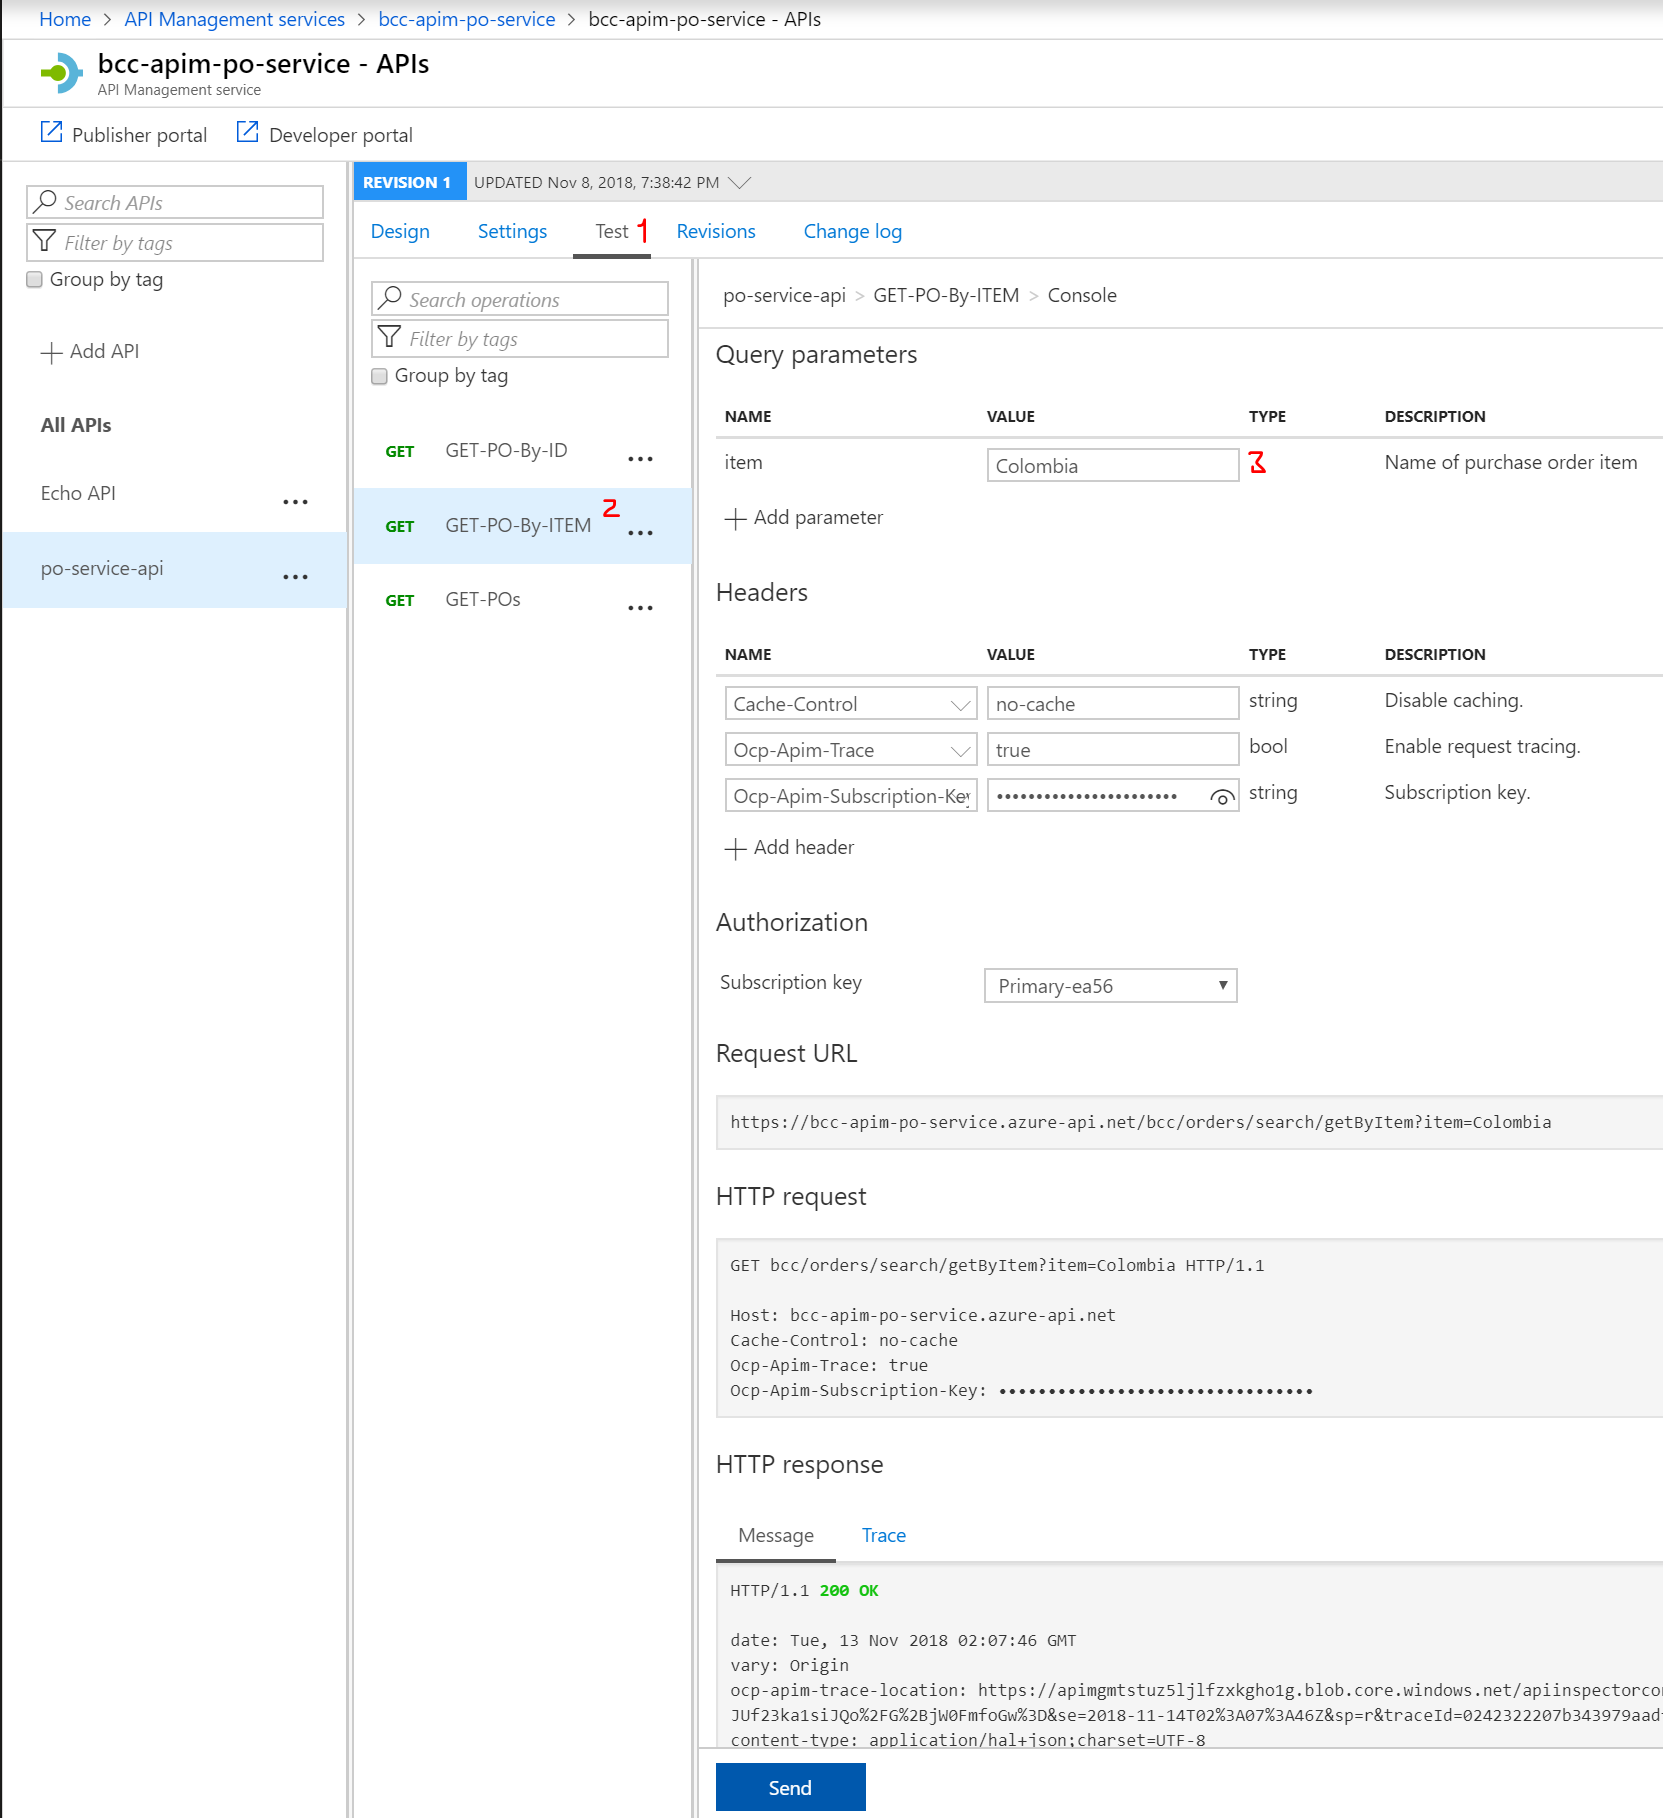 Home > API Management services > bcc-apim-po-service > bcc-apim-po-service - APIs
bcc-apim-po-service - APIs
API Management service
Publisher portal Developer portal
Search APIs
Filter by tags
Group by tag
Add API
All APIs
Echo API ...
po-service-api ...
REVISION 1 UPDATED Nov 8, 2018, 7:38:42 PM
Design Settings Test 1 Revisions Change log
Search operations
Filter by tags
Group by tag
GET GET-PO-By-ID ...
GET GET-PO-By-ITEM 2 ...
GET GET-POs ...
po-service-api > GET-PO-By-ITEM > Console
Query parameters
NAME VALUE TYPE DESCRIPTION
item Colombia 3 Name of purchase order item
Add parameter
Headers
NAME VALUE TYPE DESCRIPTION
Cache-Control no-cache string Disable caching.
Ocp-Apim-Trace true bool Enable request tracing.
Ocp-Apim-Subscription-Key ••••••••••••••••••••••• string Subscription key.
Add header
Authorization
Subscription key Primary-ea56
Request URL
https://bcc-apim-po-service.azure-api.net/bcc/orders/search/getByItem?item=Colombia
HTTP request
GET bcc/orders/search/getByItem?item=Colombia HTTP/1.1
Host: bcc-apim-po-service.azure-api.net
Cache-Control: no-cache
Ocp-Apim-Trace: true
Ocp-Apim-Subscription-Key: ••••••••••••••••••••••••••••••••
HTTP response
Message Trace
HTTP/1.1 200 OK
date: Tue, 13 Nov 2018 02:07:46 GMT
vary: Origin
ocp-apim-trace-location: https://apimgmtstuz5ljlfzxkgho1g.blob.core.windows.net/apiinspectorcon
JUf23ka1siJQo%2FG%2BjW0FmfoGw%3D&se=2018-11-14T02%3A07%3A46Z&sp=r&traceId=0242322207b343979aad
content-type: application/hal+json;charset=UTF-8
Send